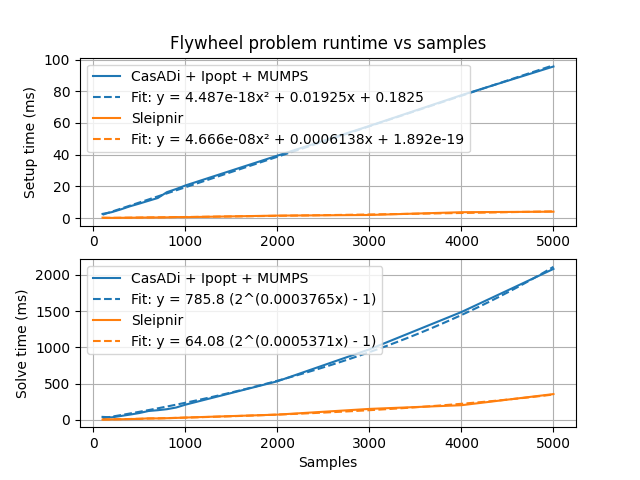 Flywheel problem runtime vs samples
Setup time (ms)
100
80
60
40
20
0
CasADi + Ipopt + MUMPS
Fit: y = 4.487e-18x² + 0.01925x + 0.1825
Sleipnir
Fit: y = 4.666e-08x² + 0.0006138x + 1.892e-19
0 1000 2000 3000 4000 5000
Solve time (ms)
2000
1500
1000
500
0
CasADi + Ipopt + MUMPS
Fit: y = 785.8 (2^(0.0003765x) - 1)
Sleipnir
Fit: y = 64.08 (2^(0.0005371x) - 1)
0 1000 2000 3000 4000 5000
Samples